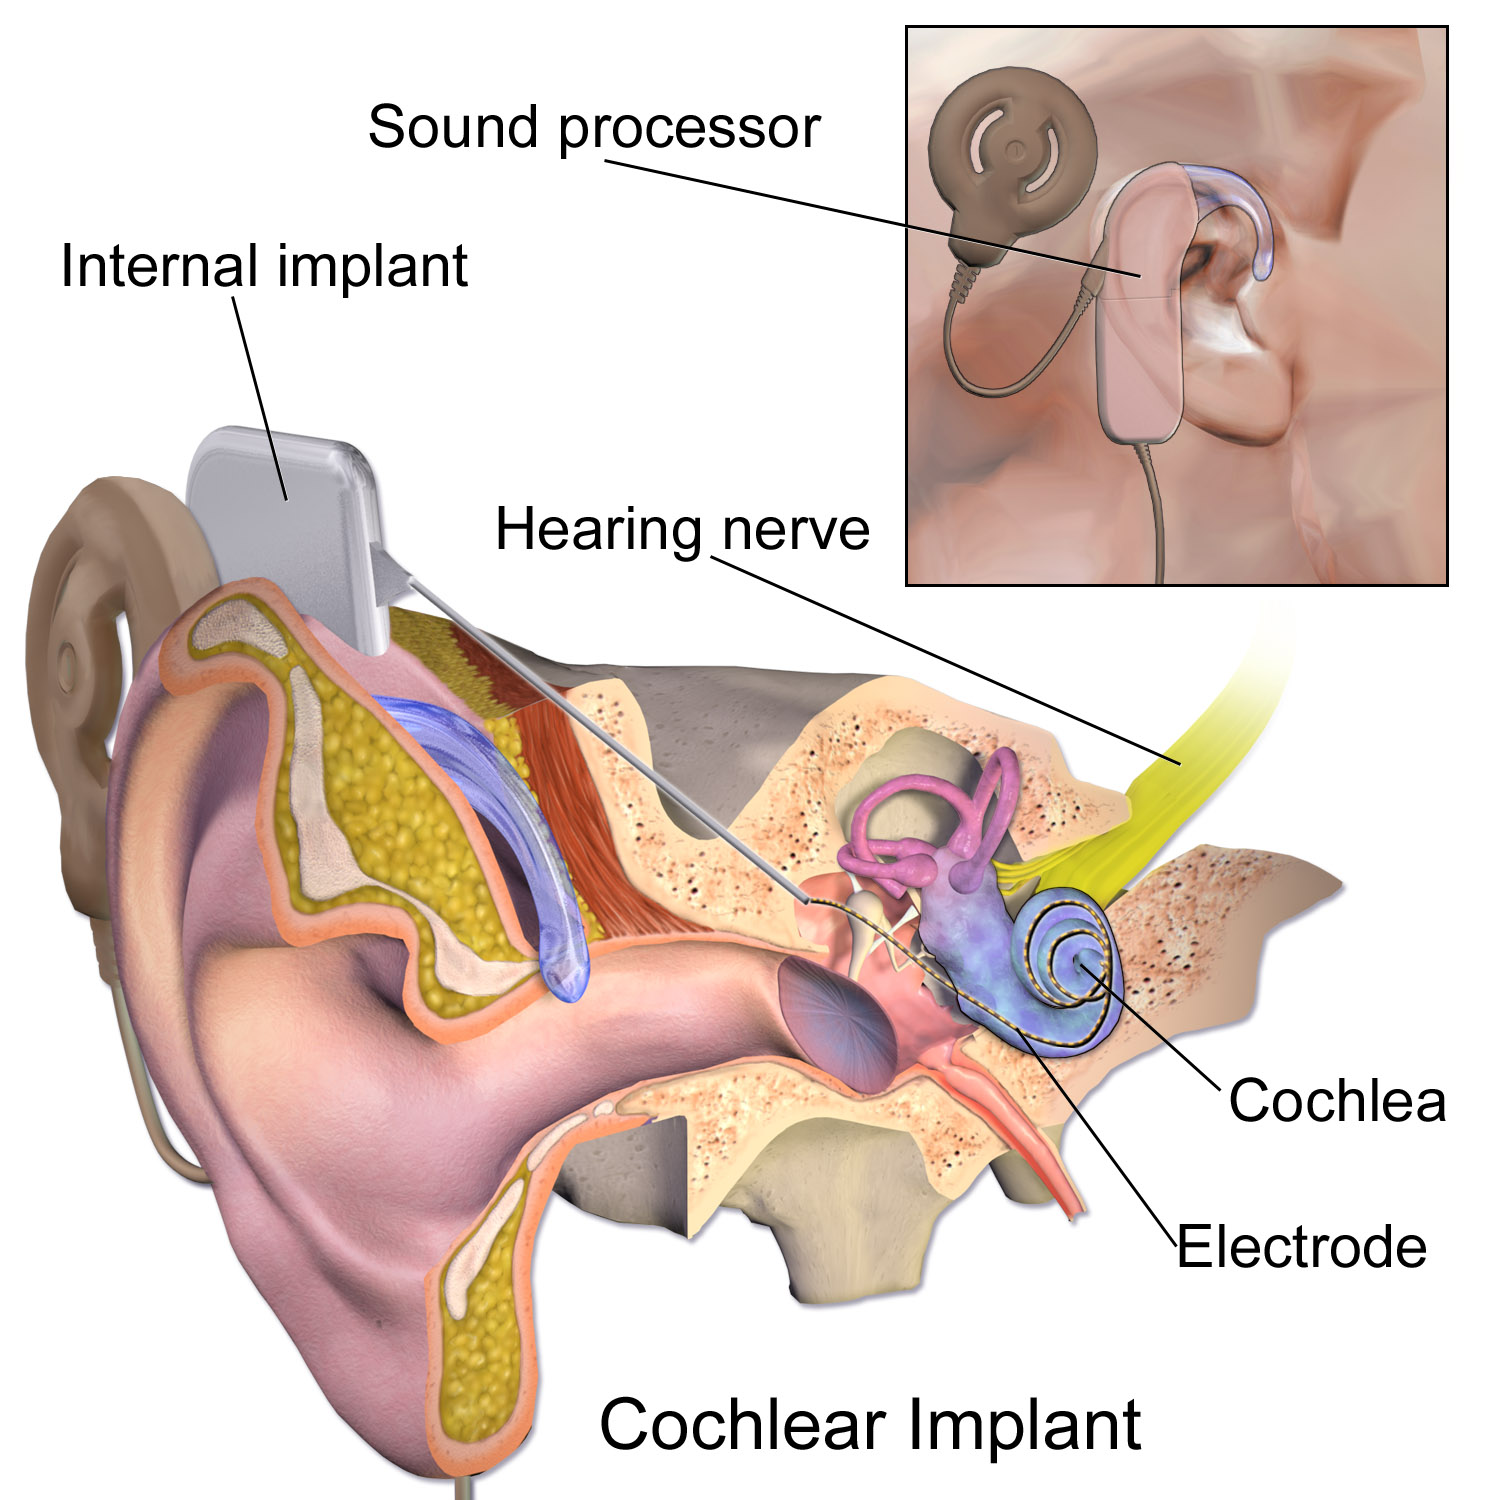 Sound processor
Internal implant
Hearing nerve
Cochlea
Electrode
Cochlear Implant